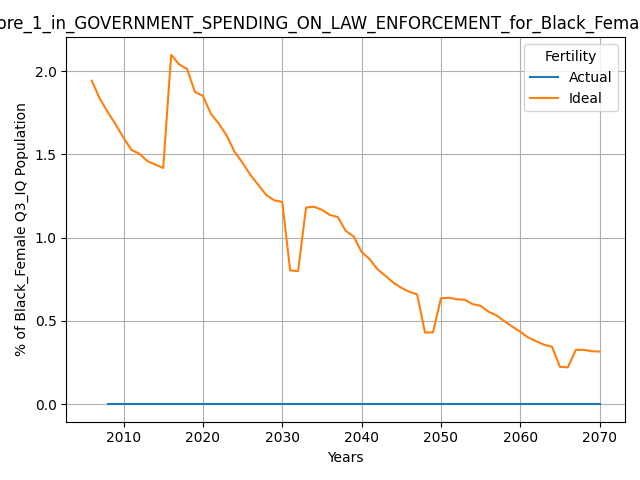 ore_1_in_GOVERNMENT_SPENDING_ON_LAW_ENFORCEMENT_for_Black_Fema
Fertility
Actual
Ideal
% of Black_Female Q3_IQ Population
2.0
1.5
1.0
0.5
0.0
2010 2020 2030 2040 2050 2060 2070
Years